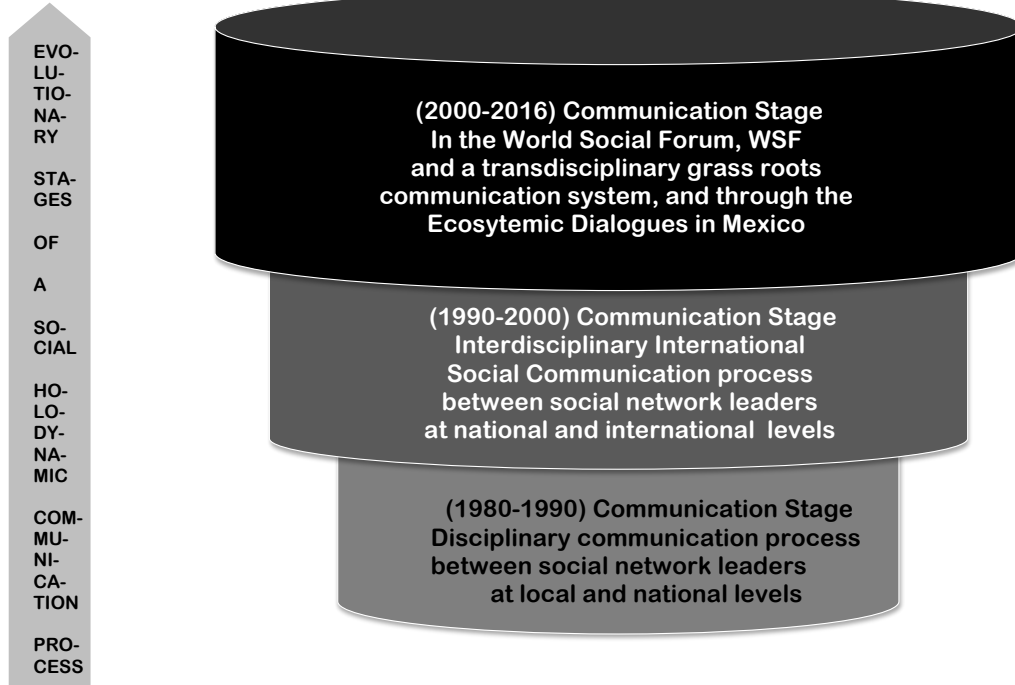 EVO-
LU-
TIO-
NA-
RY
STA-
GES
OF
A
SO-
CIAL
HO-
LO-
DY-
NA-
MIC
COM-
MU-
NI-
CA-
TION
PRO-
CESS
(2000-2016) Communication Stage
In the World Social Forum, WSF
and a transdisciplinary grass roots
communication system, and through the
Ecosytemic Dialogues in Mexico
(1990-2000) Communication Stage
Interdisciplinary International
Social Communication process
between social network leaders
at national and international levels
(1980-1990) Communication Stage
Disciplinary communication process
between social network leaders
at local and national levels